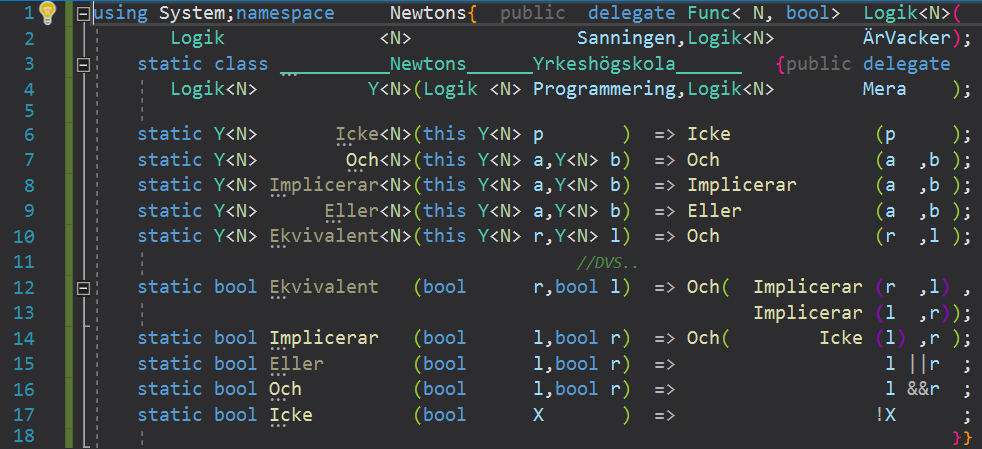 1 using System;namespace Newtons{ public delegate Func< N, bool> Logik<N>(
2 Logik <N> Sanningen,Logik<N> ÄrVacker);
3 static class __________Newtons______Yrkeshögskola______ {public delegate
4 Logik<N> Y<N>(Logik <N> Programmering,Logik<N> Mera );
5
6 static Y<N> Icke<N>(this Y<N> p ) => Icke (p );
7 static Y<N> Och<N>(this Y<N> a,Y<N> b) => Och (a ,b );
8 static Y<N> Implicerar<N>(this Y<N> a,Y<N> b) => Implicerar (a ,b );
9 static Y<N> Eller<N>(this Y<N> a,Y<N> b) => Eller (a ,b );
10 static Y<N> Ekvivalent<N>(this Y<N> r,Y<N> l) => Och (r ,l );
11 //DVS..
12 static bool Ekvivalent (bool r,bool l) => Och( Implicerar (r ,l) ,
13 Implicerar (l ,r));
14 static bool Implicerar (bool l,bool r) => Och( Icke (l) ,r );
15 static bool Eller (bool l,bool r) => l ||r ;
16 static bool Och (bool l,bool r) => l &&r ;
17 static bool Icke (bool X ) => !X ;
18 }}